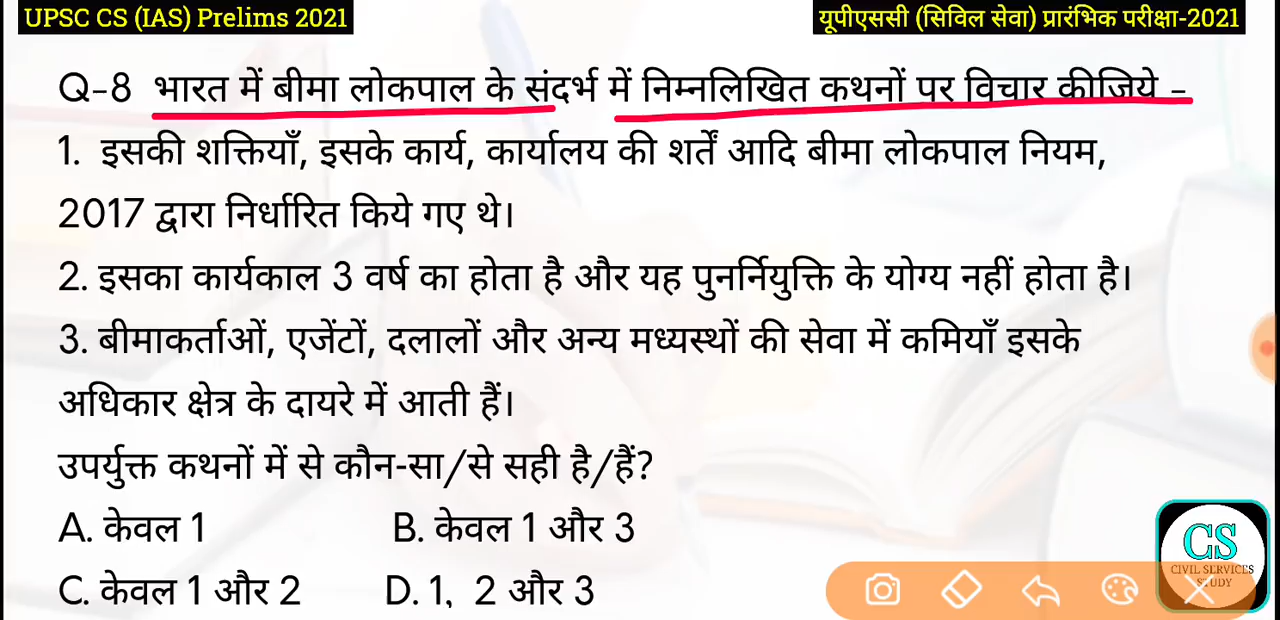 UPSC CS (IAS) Prelims 2021
यूपीएससी (सिविल सेवा) प्रारंभिक परीक्षा-2021
Q-8 भारत में बीमा लोकपाल के संदर्भ में निम्नलिखित कथनों पर विचार कीजिये -
1. इसकी शक्तियाँ, इसके कार्य, कार्यालय की शर्तें आदि बीमा लोकपाल नियम,
2017 द्वारा निर्धारित किये गए थे।
2. इसका कार्यकाल 3 वर्ष का होता है और यह पुनर्नियुक्ति के योग्य नहीं होता है।
3. बीमाकर्ताओं, एजेंटों, दलालों और अन्य मध्यस्थों की सेवा में कमियाँ इसके
अधिकार क्षेत्र के दायरे में आती हैं।
उपर्युक्त कथनों में से कौन-सा/से सही है/हैं?
A. केवल 1 B. केवल 1 और 3
C. केवल 1 और 2 D. 1, 2 और 3
CS
CIVIL SERVICES
STUDY